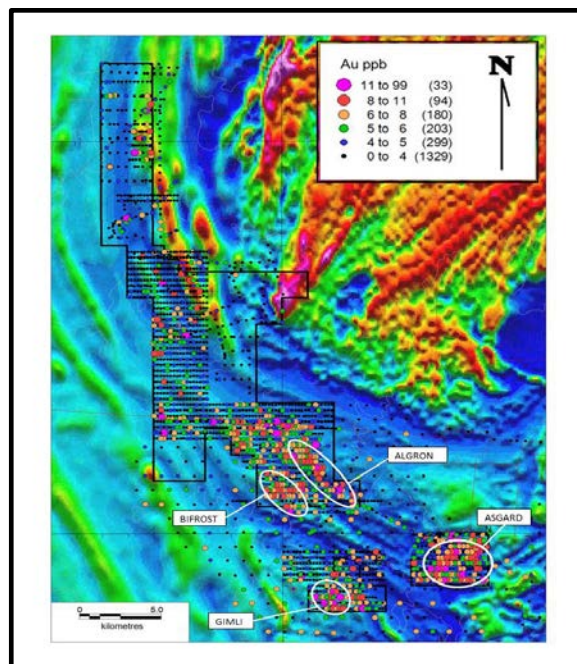 Au ppb
11 to 99 (33)
8 to 11 (94)
6 to 8 (180)
5 to 6 (203)
4 to 5 (299)
0 to 4 (1329)
N
ALGRON
BIFROST
ASGARD
GIMLI
0 5.0
kilometres